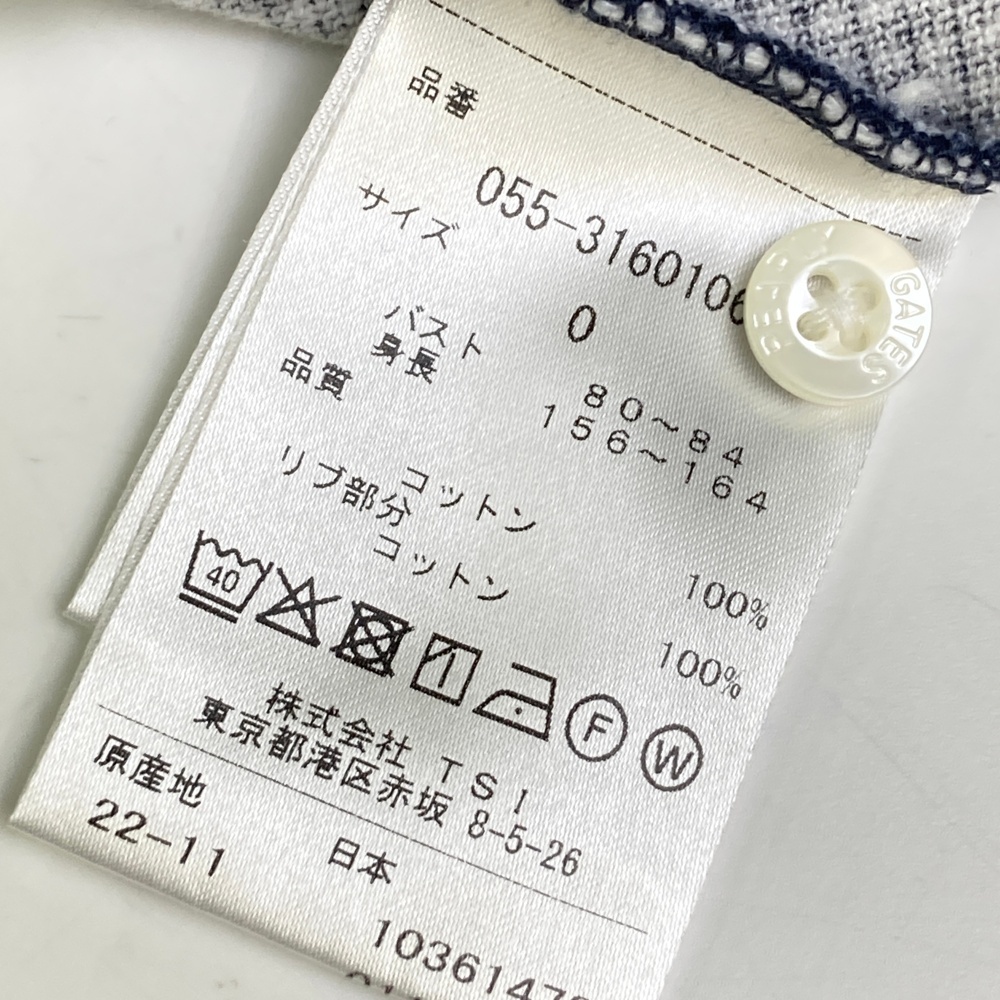 品番
055-3160106
サイズ
0
バスト 80~84
身長 156~164
品質
コットン 100%
リブ部分
コットン 100%
40
F W
株式会社 TSI
東京都港区赤坂 8-5-26
原産地 日本
22-11
GATES